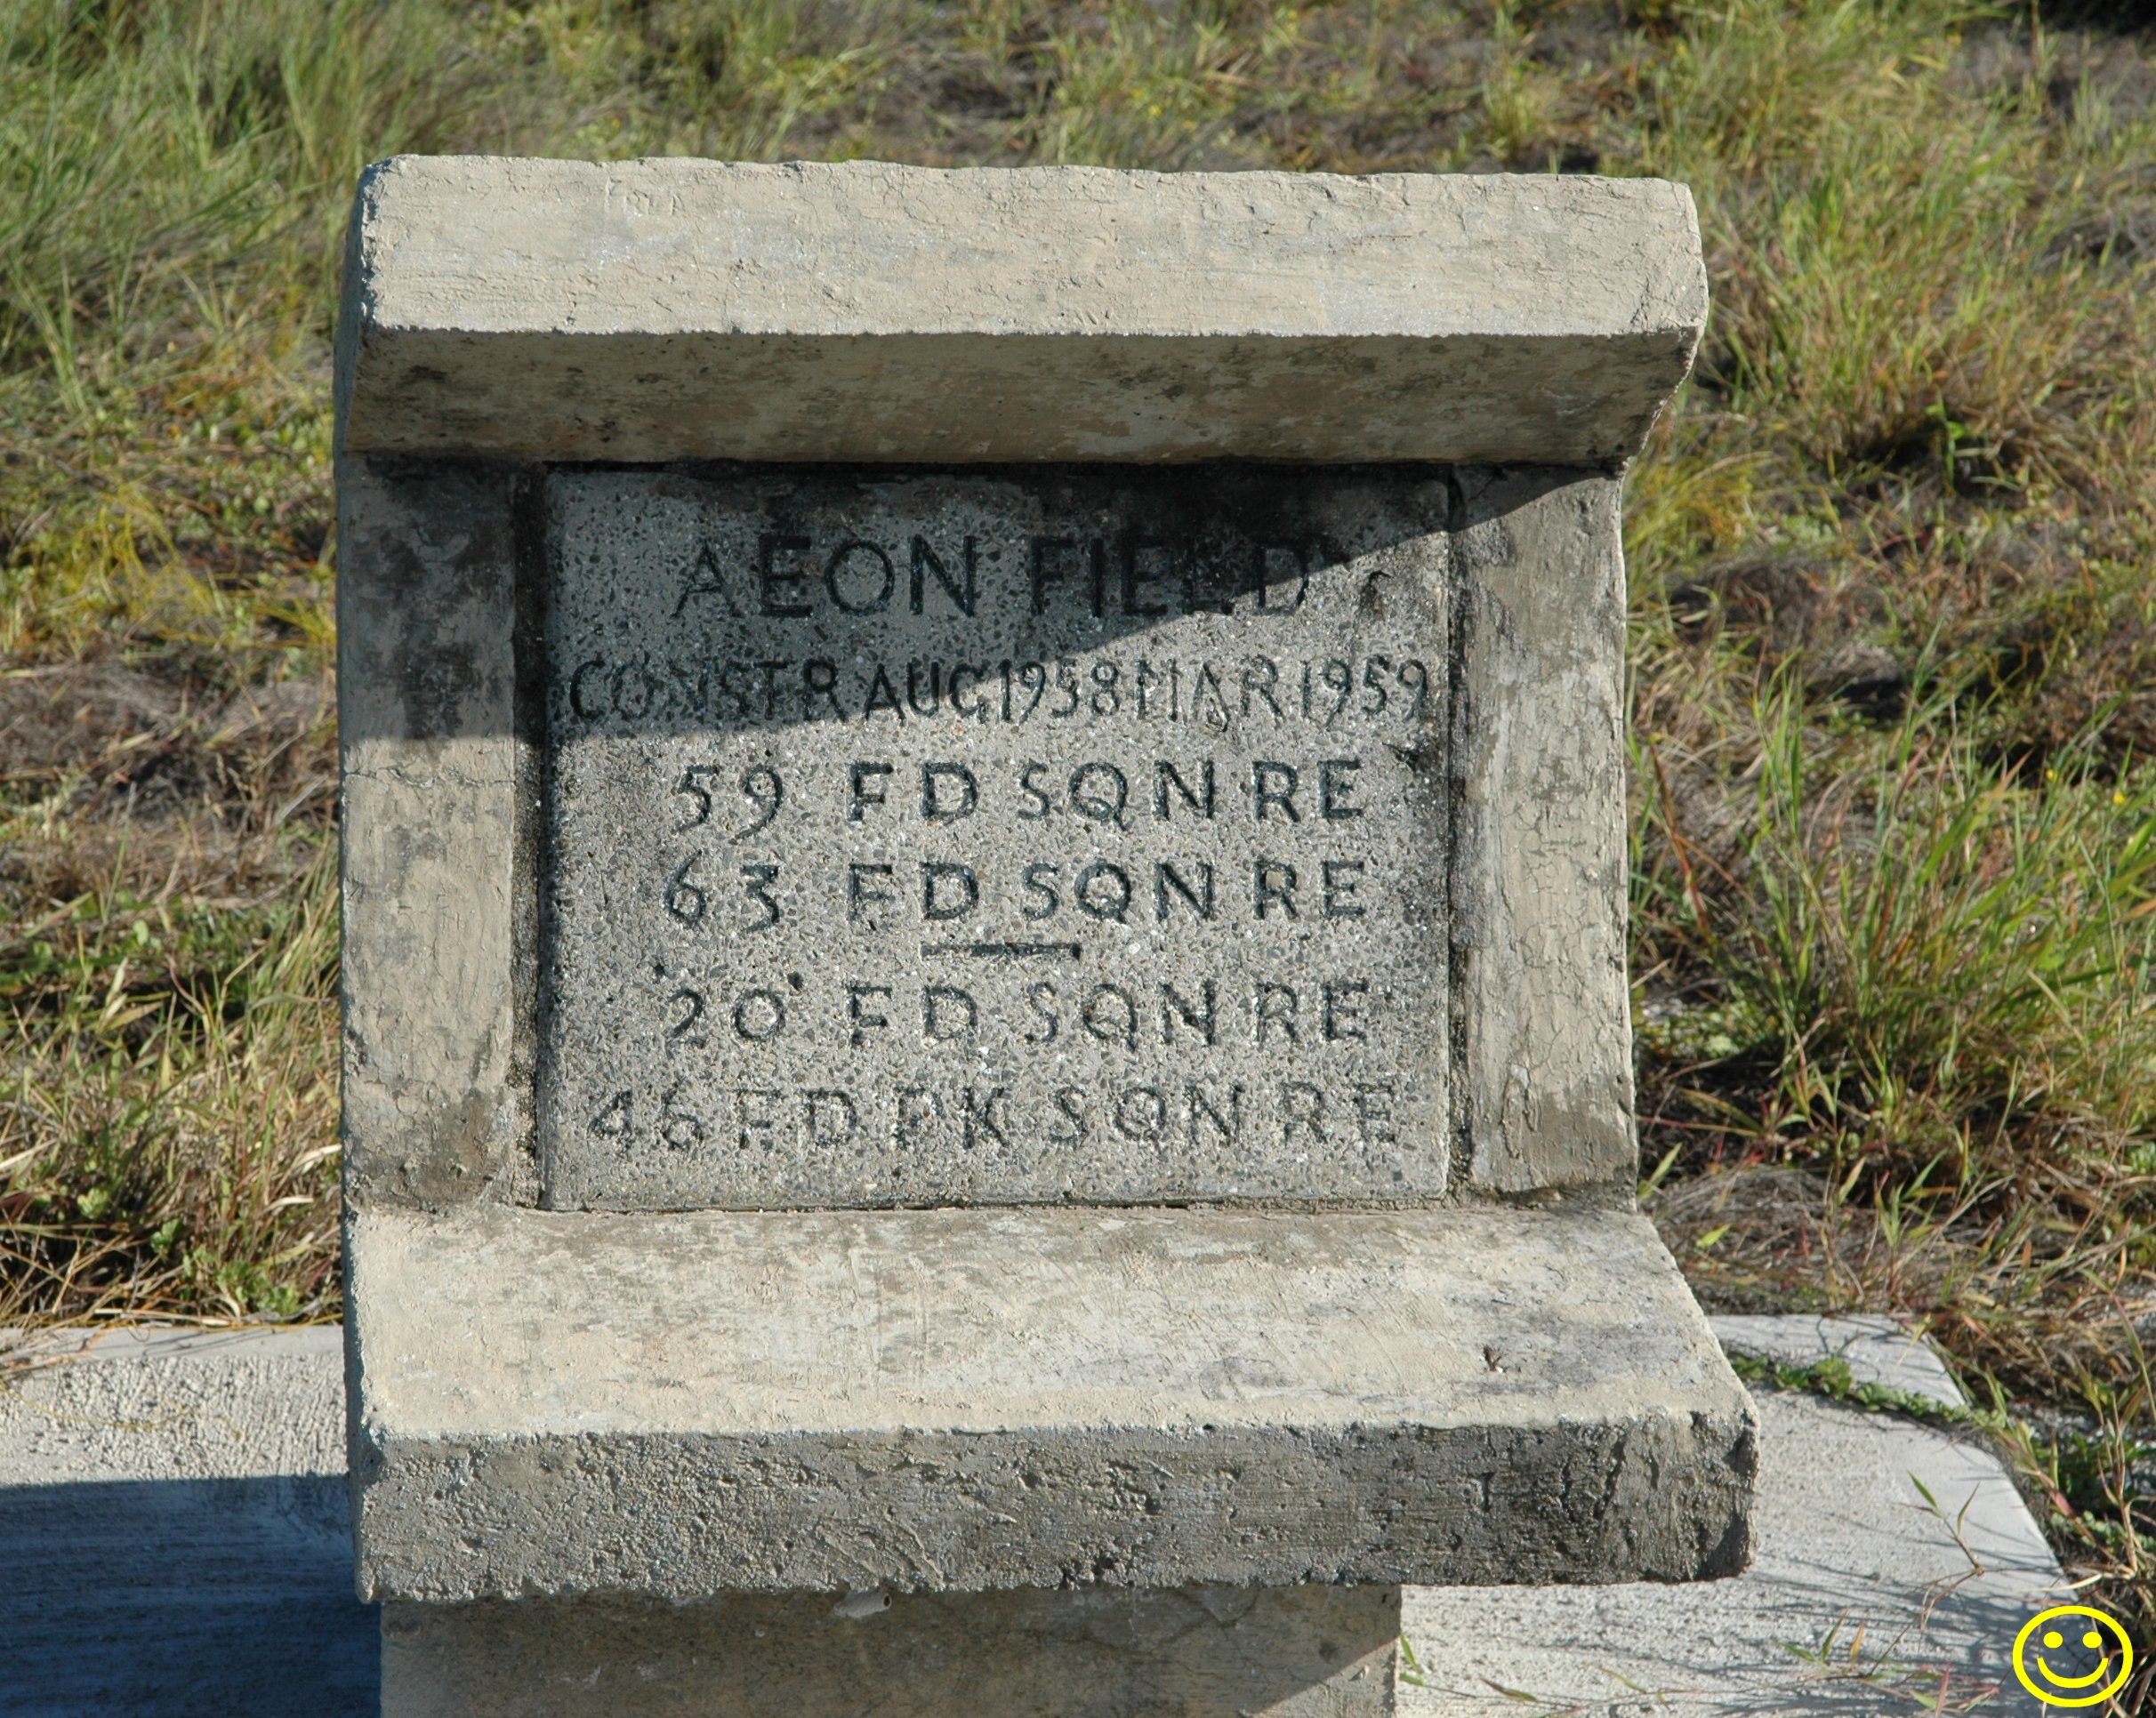 AEON FIELD
CONSTR AUG 1958 MAR 1959
59 FD SQN RE
63 FD SQN RE
20 FD SQN RE
46 FD PK SQN RE